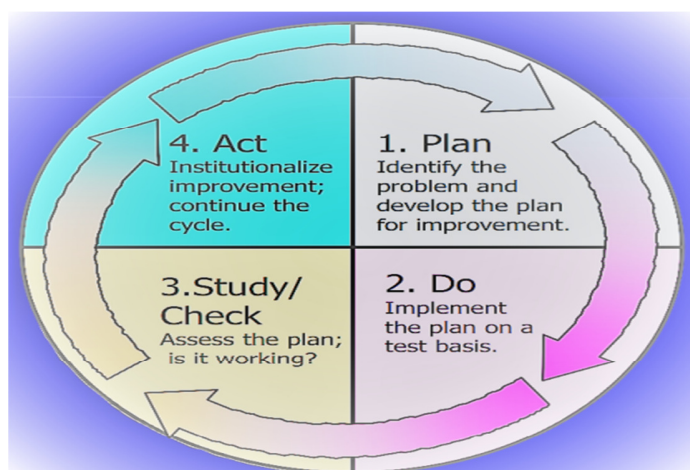 1. Plan
Identify the
problem and
develop the plan
for improvement.
2. Do
Implement
the plan on a
test basis.
3.Study/
Check
Assess the plan;
is it working?
4. Act
Institutionalize
improvement;
continue the
cycle.